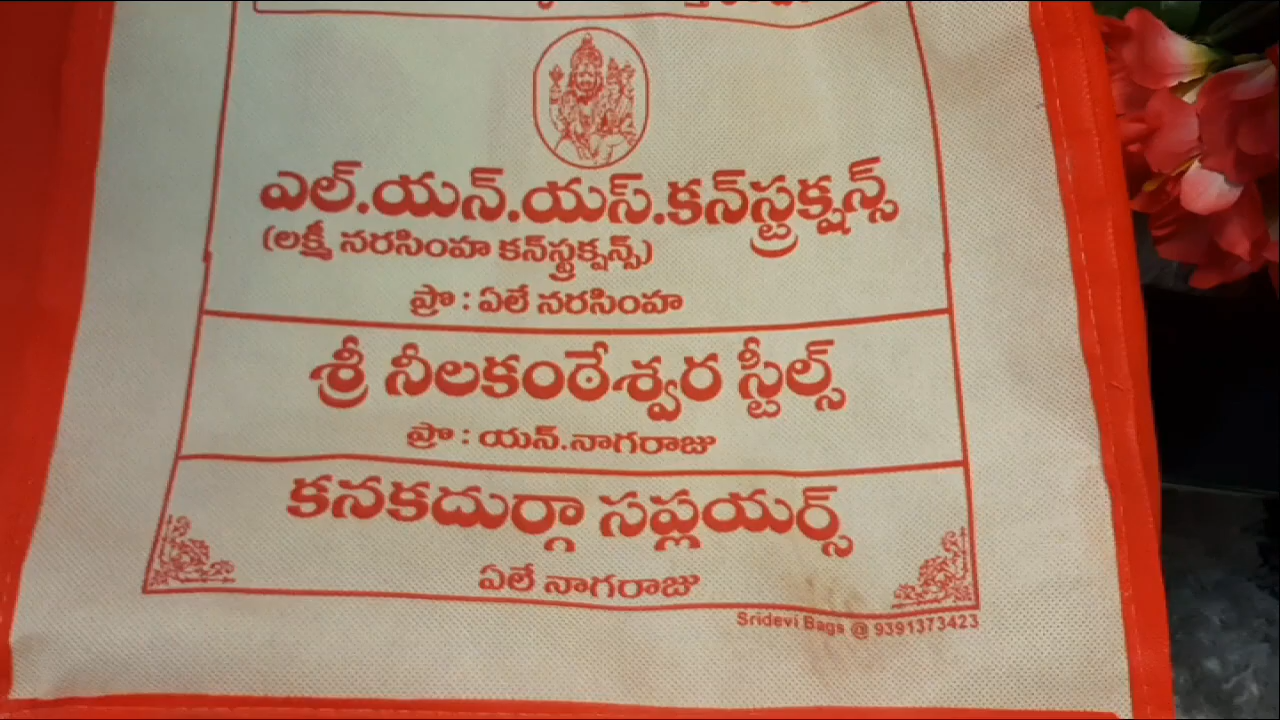 ఎల్.యన్.యస్.కన్‌స్ట్రక్షన్స్
(లక్ష్మీ నరసింహ కన్‌స్ట్రక్షన్స్)
ప్రొ : ఏలే నరసింహ
శ్రీ నీలకంఠేశ్వర స్టీల్స్
ప్రొ : యన్.నాగరాజు
కనకదుర్గా సప్లయర్స్
ఏలే నాగరాజు
Sridevi Bags @ 9391373423